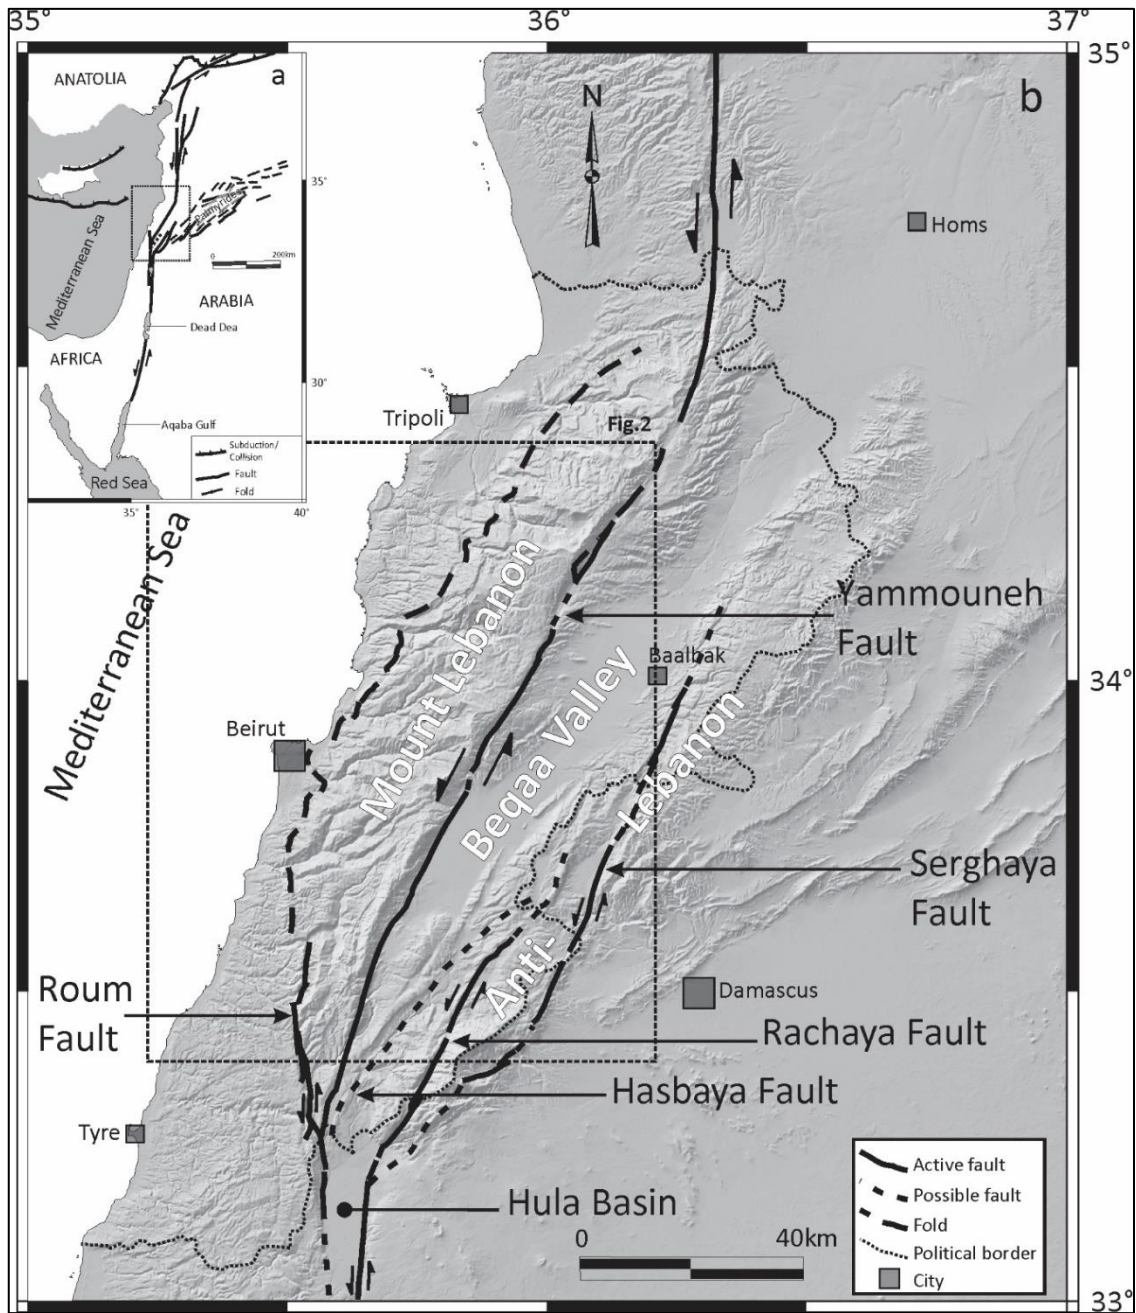 35°
36°
37°
35°
a
ANATOLIA
Palmyrides
35°
0 200km
Mediterranean Sea
ARABIA
Dead Dea
AFRICA
30°
Aqaba Gulf
Subduction/
Collision
Fault
Fold
Red Sea
35°
40°
b
N
Homs
Tripoli
Fig.2
Mediterranean Sea
Mount Lebanon
Yammouneh
Fault
Baalbak
34°
Beirut
Beqaa Valley
Anti-
Lebanon
Serghaya
Fault
Damascus
Roum
Fault
Rachaya Fault
Hasbaya Fault
Tyre
Hula Basin
0 40km
Active fault
Possible fault
Fold
Political border
City
33°